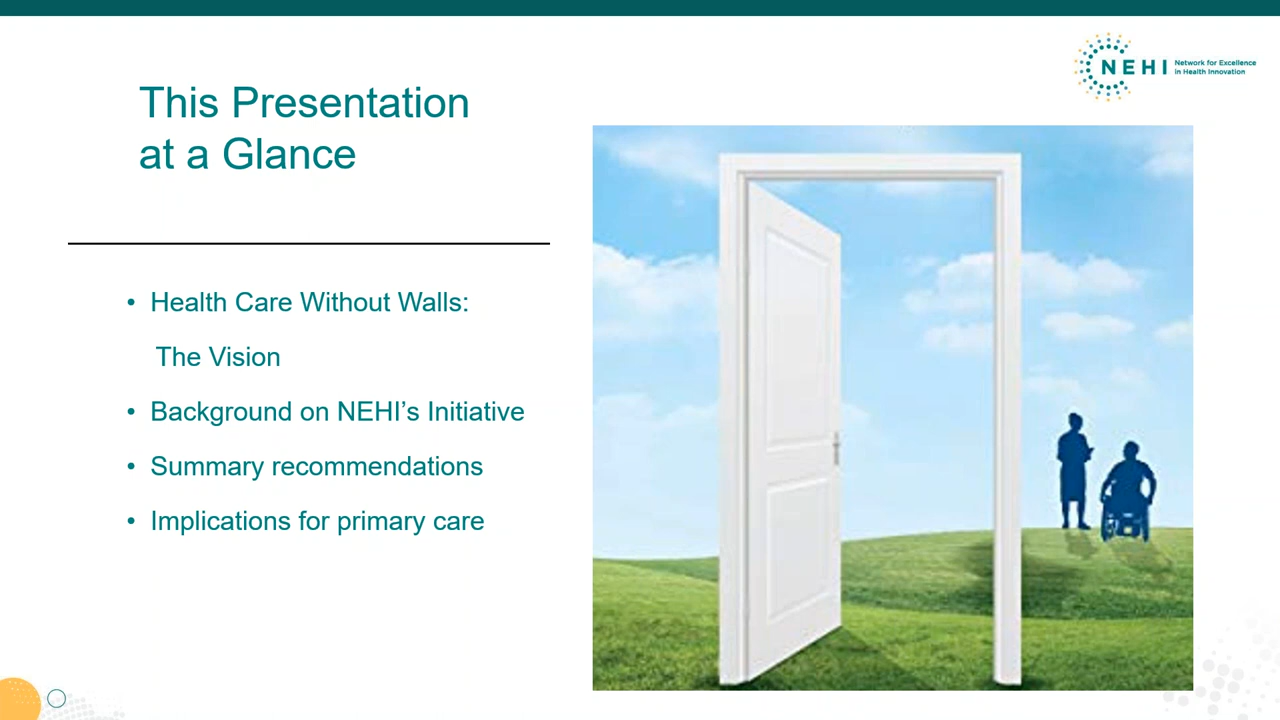 This Presentation
at a Glance
NEHI
Network for Excellence
in Health Innovation
• Health Care Without Walls:
The Vision
• Background on NEHI’s Initiative
• Summary recommendations
• Implications for primary care